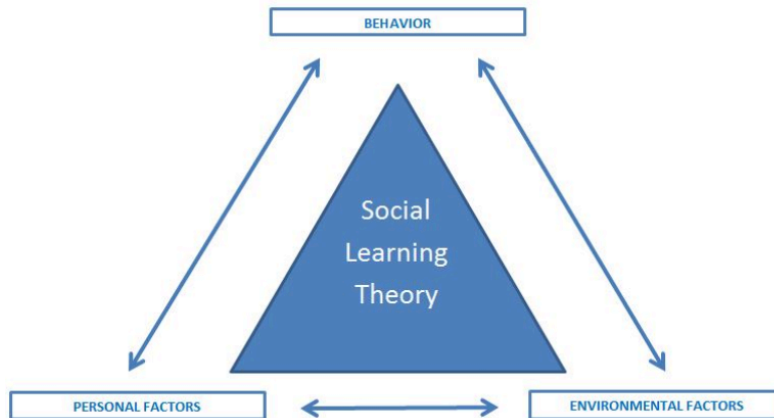 BEHAVIOR
Social
Learning
Theory
PERSONAL FACTORS
ENVIRONMENTAL FACTORS